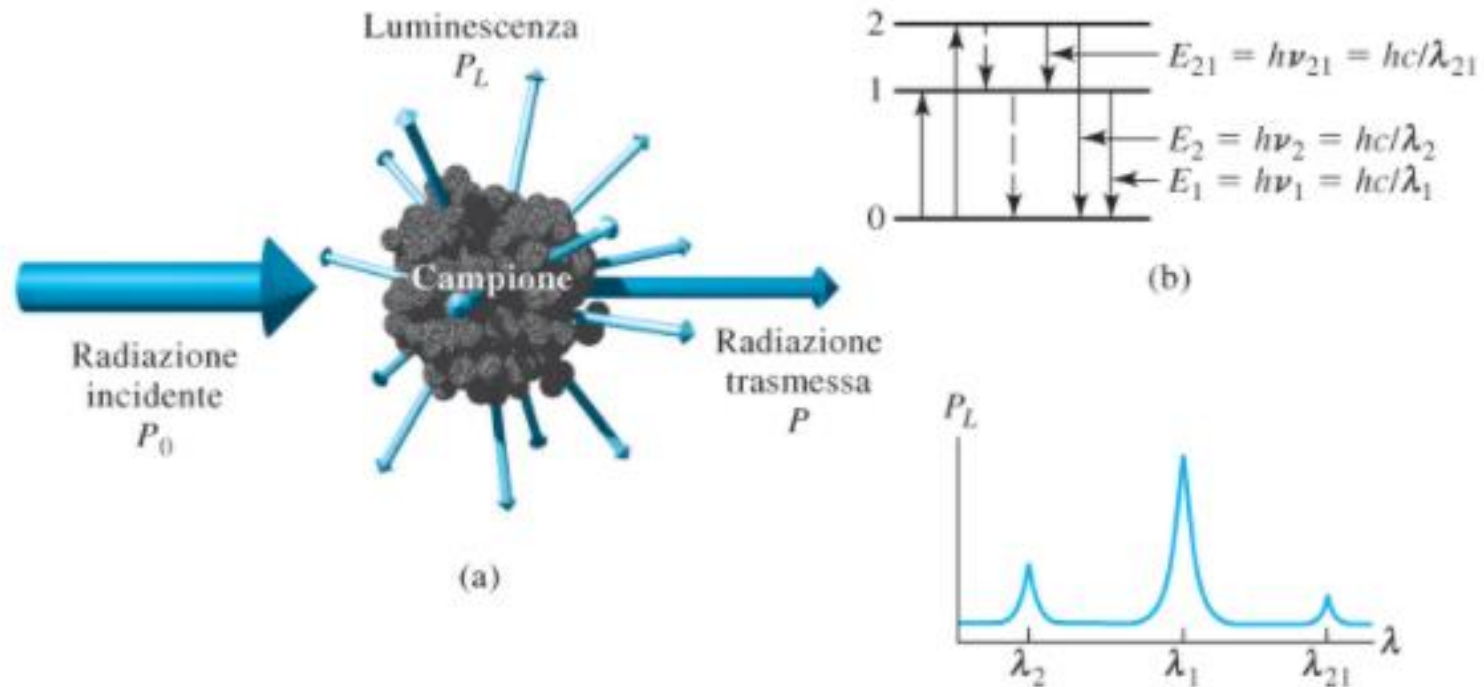 Luminescenza
P_L
Campione
Radiazione
incidente
P_0
Radiazione
trasmessa
P
(a)
2
1
0
E_21 = hν_21 = hc/λ_21
E_2 = hν_2 = hc/λ_2
E_1 = hν_1 = hc/λ_1
(b)
P_L
λ_2
λ_1
λ_21
λ